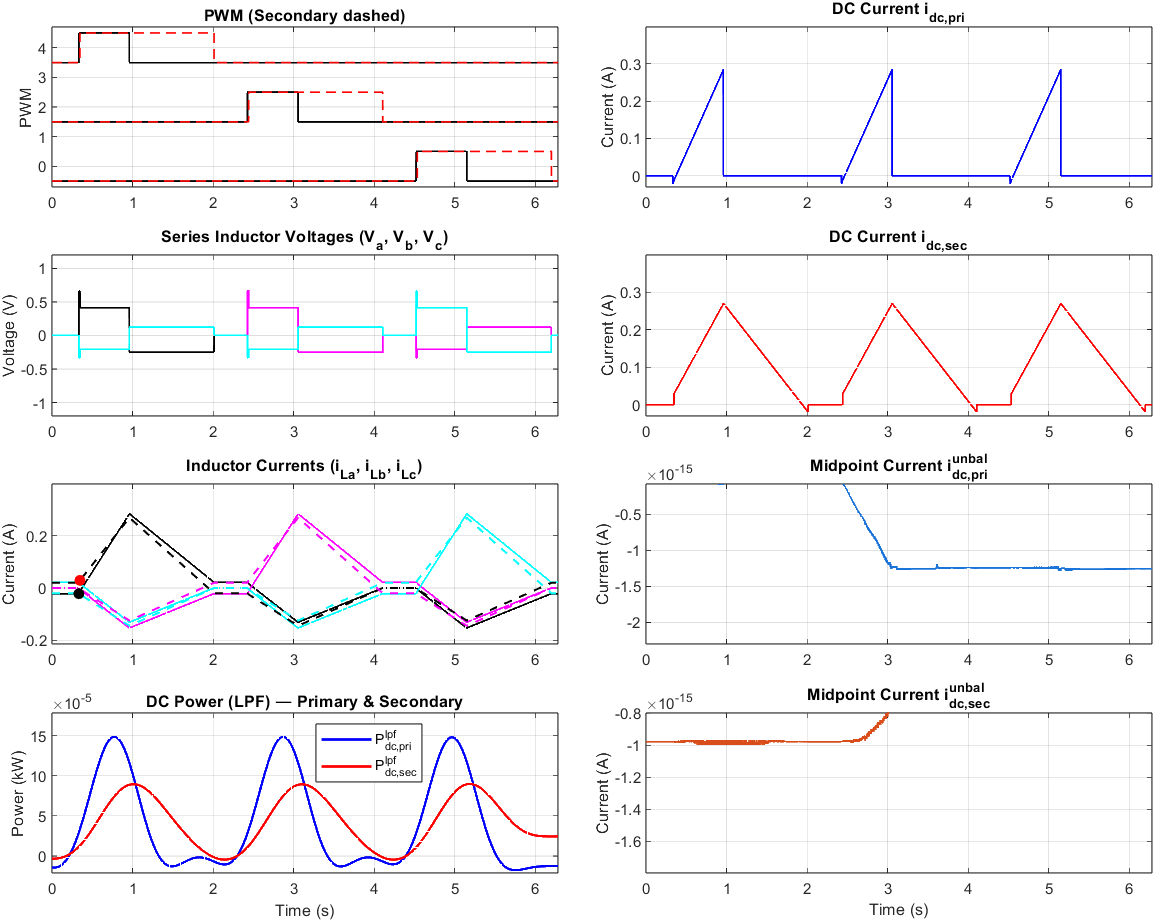 PWM (Secondary dashed)
PWM
4
3
2
1
0
0 1 2 3 4 5 6
DC Current i_dc,pri
Current (A)
0.3
0.2
0.1
0
0 1 2 3 4 5 6
Series Inductor Voltages (V_a, V_b, V_c)
Voltage (V)
1
0.5
0
-0.5
-1
0 1 2 3 4 5 6
DC Current i_dc,sec
Current (A)
0.3
0.2
0.1
0
0 1 2 3 4 5 6
Inductor Currents (i_La, i_Lb, i_Lc)
Current (A)
0.2
0
-0.2
0 1 2 3 4 5 6
Midpoint Current i_dc,pri^unbal
×10^-15
Current (A)
-0.5
-1
-1.5
-2
0 1 2 3 4 5 6
DC Power (LPF) — Primary & Secondary
×10^-5
Power (kW)
15
10
5
0
P_dc,pri^lpf
P_dc,sec^lpf
0 1 2 3 4 5 6
Time (s)
Midpoint Current i_dc,sec^unbal
×10^-15
Current (A)
-0.8
-1
-1.2
-1.4
-1.6
0 1 2 3 4 5 6
Time (s)